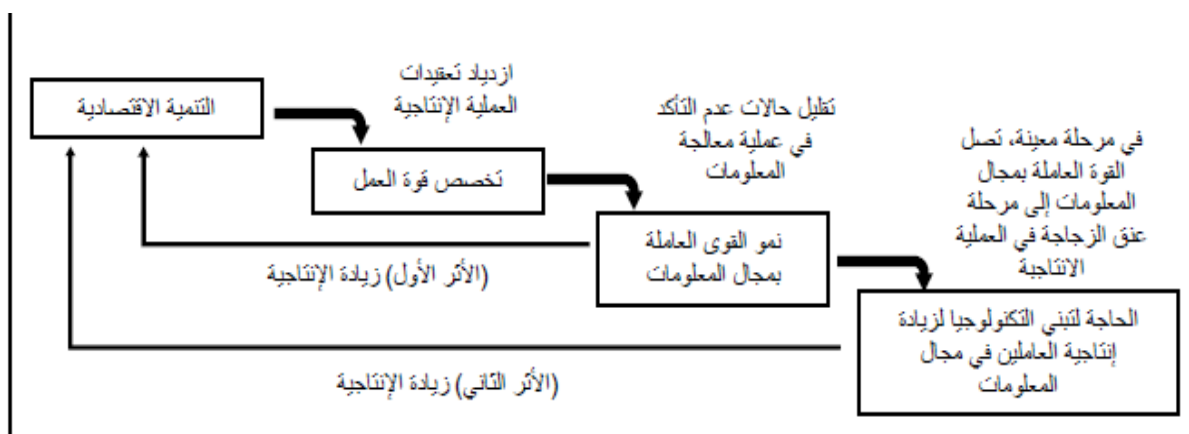 التنمية الاقتصادية
ازدياد تعقيدات
العملية الإنتاجية
تخصص قوة العمل
تقليل حالات عدم التأكد
في عملية معالجة
المعلومات
نمو القوى العاملة
بمجال المعلومات
(الأثر الأول) زيادة الإنتاجية
في مرحلة معينة، تصل
القوة العاملة بمجال
المعلومات إلى مرحلة
عنق الزجاجة في العملية
الانتاجية
الحاجة لتبني التكنولوجيا لزيادة
إنتاجية العاملين في مجال
المعلومات
(الأثر الثاني) زيادة الإنتاجية